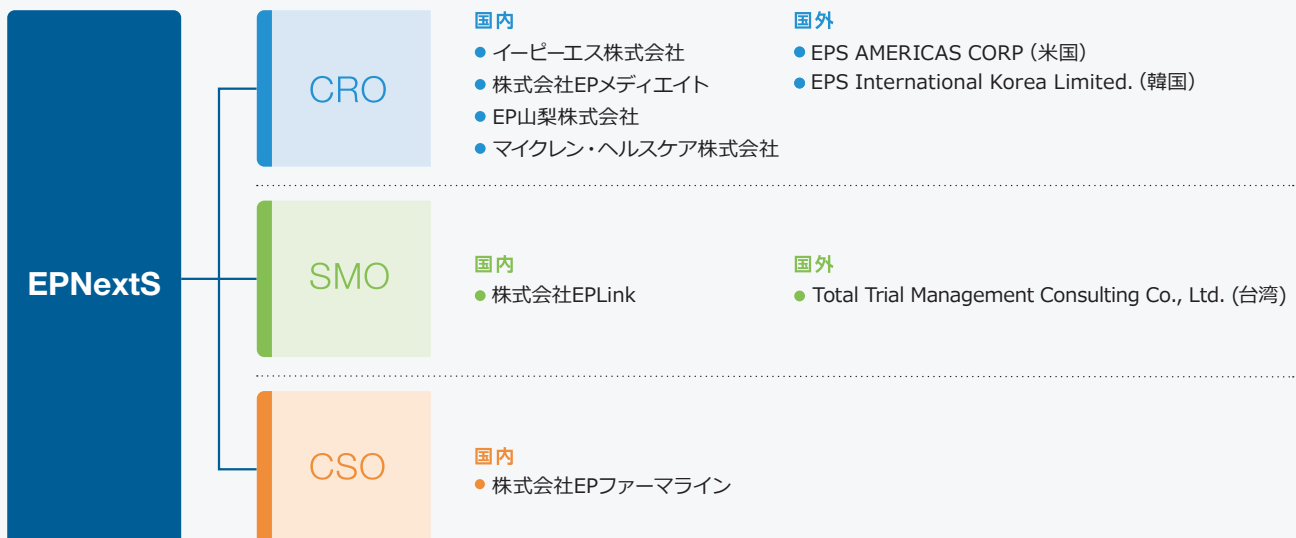 EPNextS
CRO
国内
イーピーエス株式会社
株式会社EPメディエイト
EP山梨株式会社
マイクレン・ヘルスケア株式会社
国外
EPS AMERICAS CORP（米国）
EPS International Korea Limited.（韓国）
SMO
国内
株式会社EPLink
国外
Total Trial Management Consulting Co., Ltd. (台湾)
CSO
国内
株式会社EPファーマライン